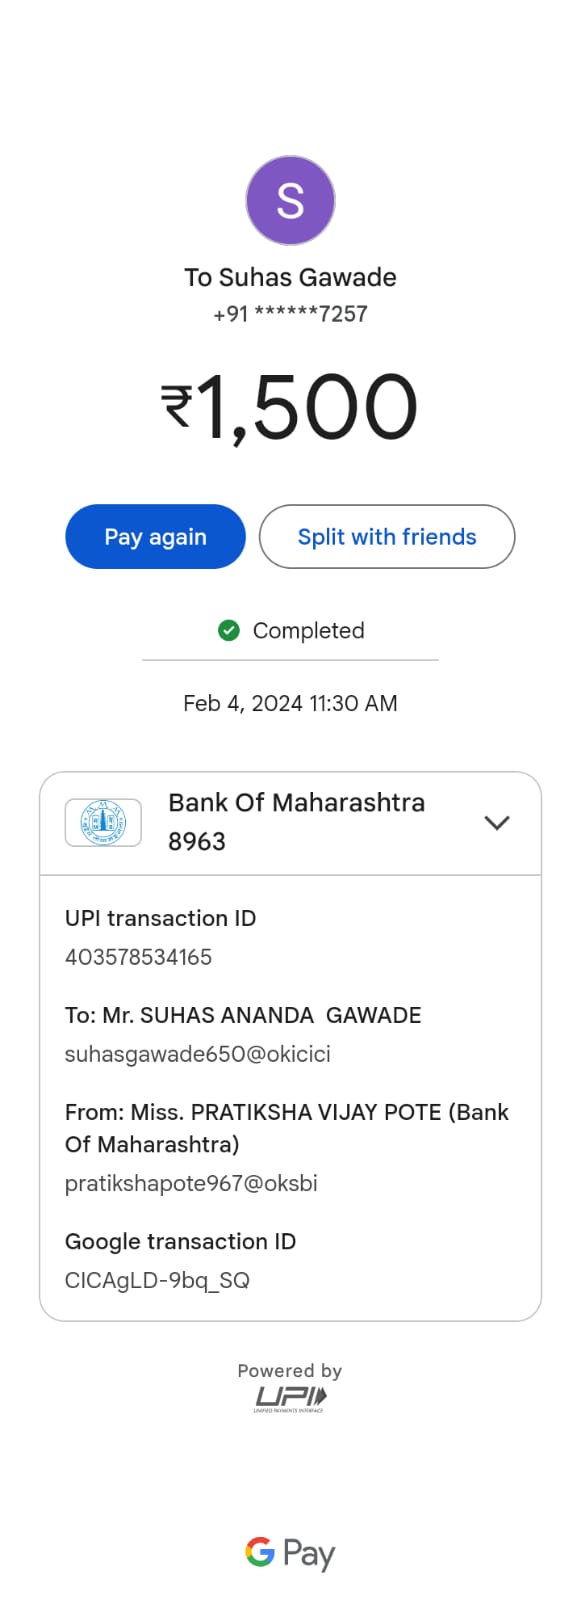 S
To Suhas Gawade
+91 ******7257
₹1,500
Pay again
Split with friends
Completed
Feb 4, 2024 11:30 AM
Bank Of Maharashtra
8963
UPI transaction ID
403578534165
To: Mr. SUHAS ANANDA  GAWADE
suhasgawade650@okicici
From: Miss. PRATIKSHA VIJAY POTE (Bank
Of Maharashtra)
pratikshapote967@oksbi
Google transaction ID
CICAgLD-9bq_SQ
Powered by
UPI
UNIFIED PAYMENTS INTERFACE
G Pay